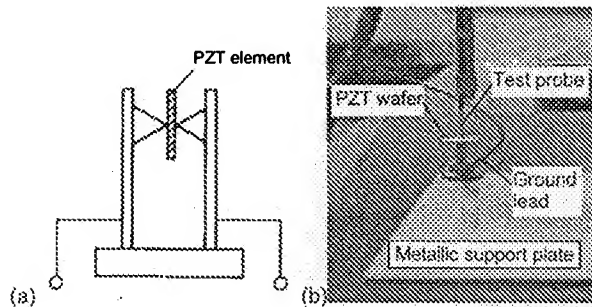 PZT element
(a)
PZT wafer
Test probe
Ground
lead
Metallic support plate
(b)